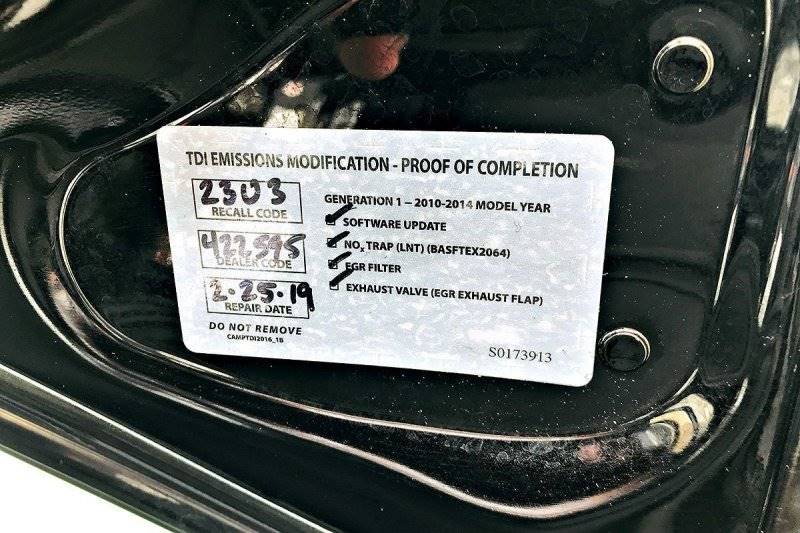 TDI EMISSIONS MODIFICATION - PROOF OF COMPLETION
2303
RECALL CODE
422595
DEALER CODE
2-25-19
REPAIR DATE
DO NOT REMOVE
CAMPTDI2016_1B
GENERATION 1 – 2010-2014 MODEL YEAR
SOFTWARE UPDATE
NOx TRAP (LNT) (BASFTEX2064)
EGR FILTER
EXHAUST VALVE (EGR EXHAUST FLAP)
S0173913